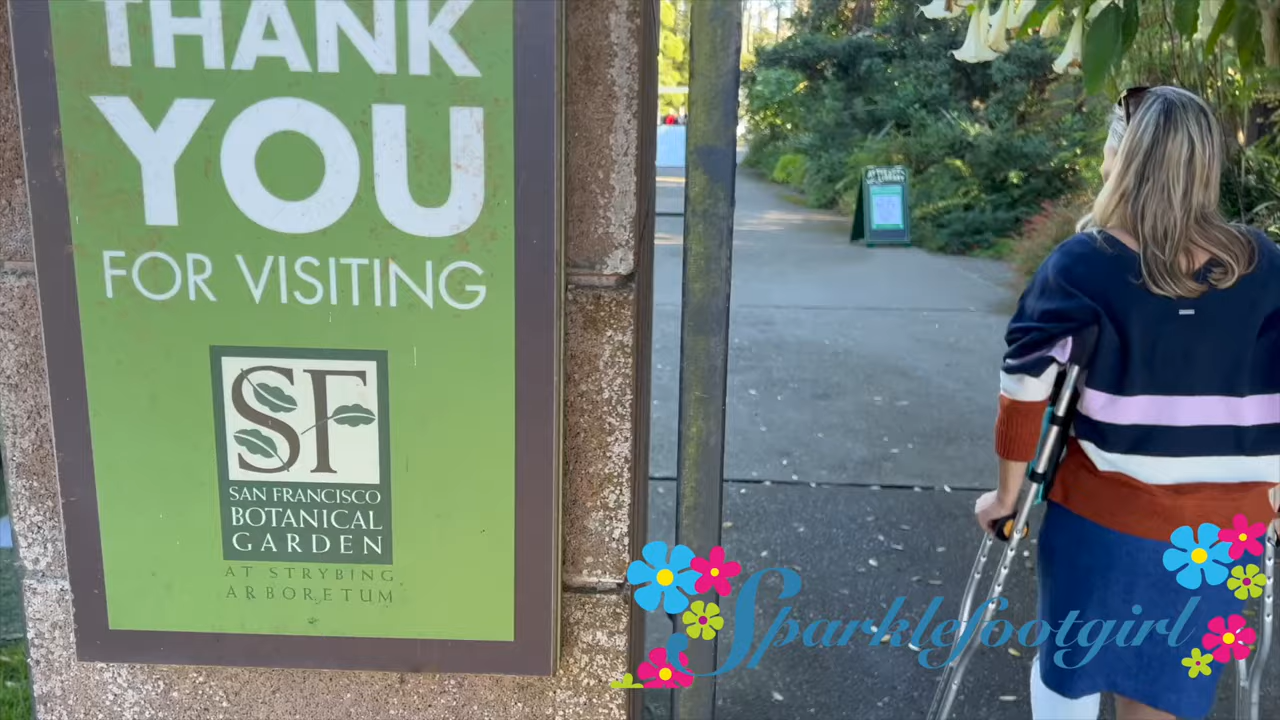 THANK
YOU
FOR VISITING
SF
SAN FRANCISCO
BOTANICAL
GARDEN
AT STRYBING
ARBORETUM
Sparklefootgirl